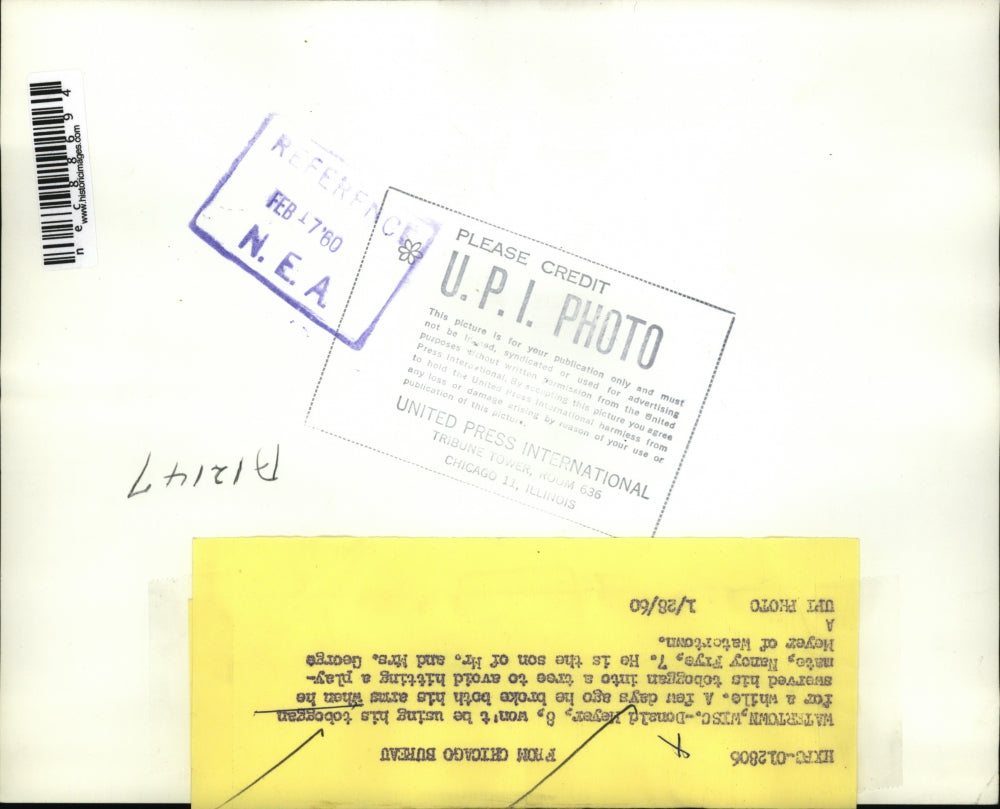 nec88694
www.historicimages.com
REFERENCE
FEB 17 '60
N. E. A.
PLEASE CREDIT
U. P. I. PHOTO
This picture is for your publication only and must
not be loaned, syndicated or used for advertising
purposes without written permission from the United
Press International. By accepting this picture you agree
to hold the United Press International harmless from
any loss or damage arising by reason of your use or
publication of this picture.
UNITED PRESS INTERNATIONAL
TRIBUNE TOWER, ROOM 636
CHICAGO 11, ILLINOIS
A12147
012806 FROM CHICAGO BUREAU
WATERTOWN, WISC.--Donald Meyer, 8, won't be using his toboggan
for a while. A few days ago he broke both his arms when he
swerved his toboggan into a tree to avoid a hitting a play-
mate, Nancy Frye, 7. He is the son of Mr. and Mrs. George
Meyer of Watertown.
A
UPI PHOTO 1/28/60